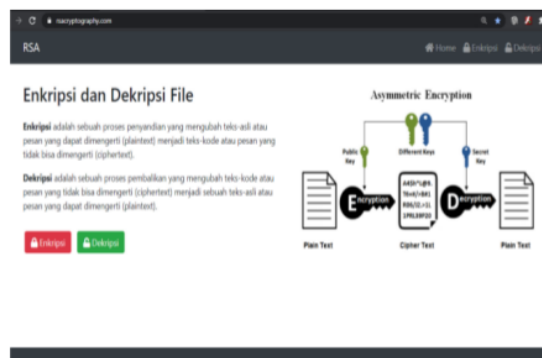 rsacryptography.com
RSA
Home Enkripsi Dekripsi
Enkripsi dan Dekripsi File
Enkripsi adalah sebuah proses penyandian yang mengubah teks-asli atau
pesan yang dapat dimengerti (plaintext) menjadi teks-kode atau pesan yang
tidak bisa dimengerti (ciphertext).
Dekripsi adalah sebuah proses pembalikan yang mengubah teks-kode atau
pesan yang tidak bisa dimengerti (ciphertext) menjadi sebuah teks-asli atau
pesan yang dapat dimengerti (plaintext).
Enkripsi Dekripsi
Asymmetric Encryption
Public
Key
Different Keys
Secret
Key
Encryption
Decryption
Plain Text
Cipher Text
Plain Text